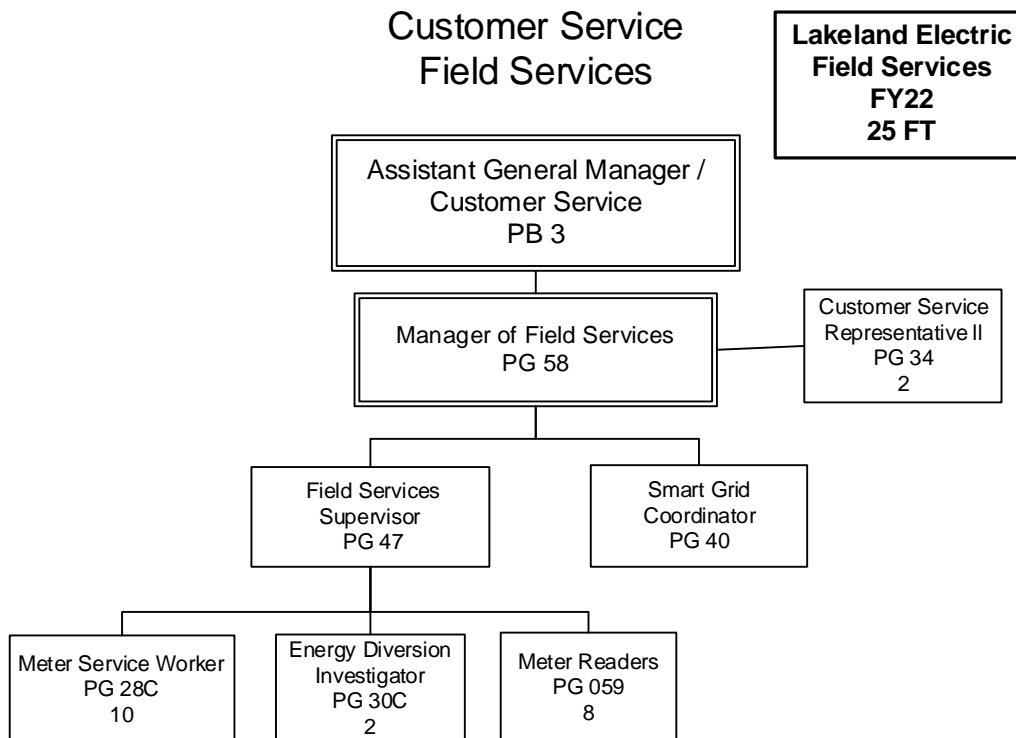 Customer Service
Field Services
Lakeland Electric
Field Services
FY22
25 FT
Assistant General Manager /
Customer Service
PB 3
Manager of Field Services
PG 58
Customer Service
Representative II
PG 34
2
Field Services
Supervisor
PG 47
Smart Grid
Coordinator
PG 40
Meter Service Worker
PG 28C
10
Energy Diversion
Investigator
PG 30C
2
Meter Readers
PG 059
8